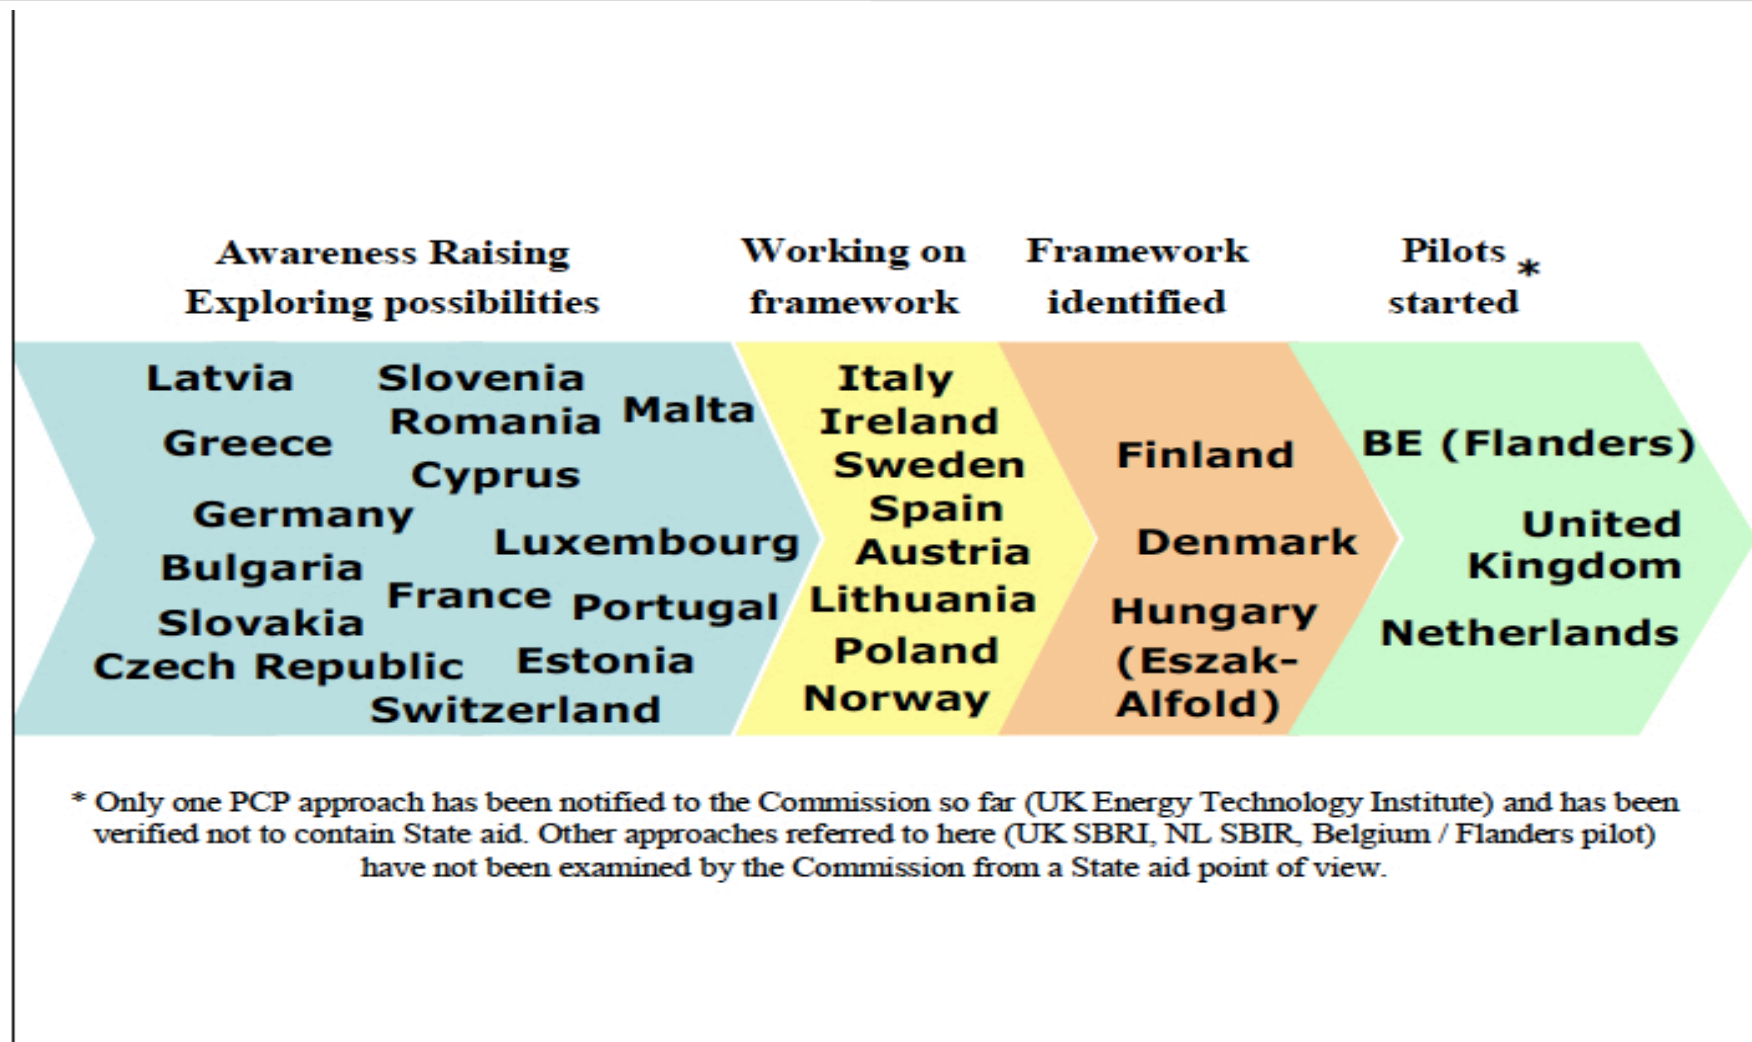 Awareness Raising
Exploring possibilities
Working on
framework
Framework
identified
Pilots *
started
Latvia
Slovenia
Malta
Romania
Greece
Cyprus
Germany
Luxembourg
Bulgaria
France
Portugal
Slovakia
Czech Republic
Estonia
Switzerland
Italy
Ireland
Sweden
Spain
Austria
Lithuania
Poland
Norway
Finland
Denmark
Hungary
(Eszak-
Alfold)
BE (Flanders)
United
Kingdom
Netherlands
* Only one PCP approach has been notified to the Commission so far (UK Energy Technology Institute) and has been
verified not to contain State aid. Other approaches referred to here (UK SBRI, NL SBIR, Belgium / Flanders pilot)
have not been examined by the Commission from a State aid point of view.